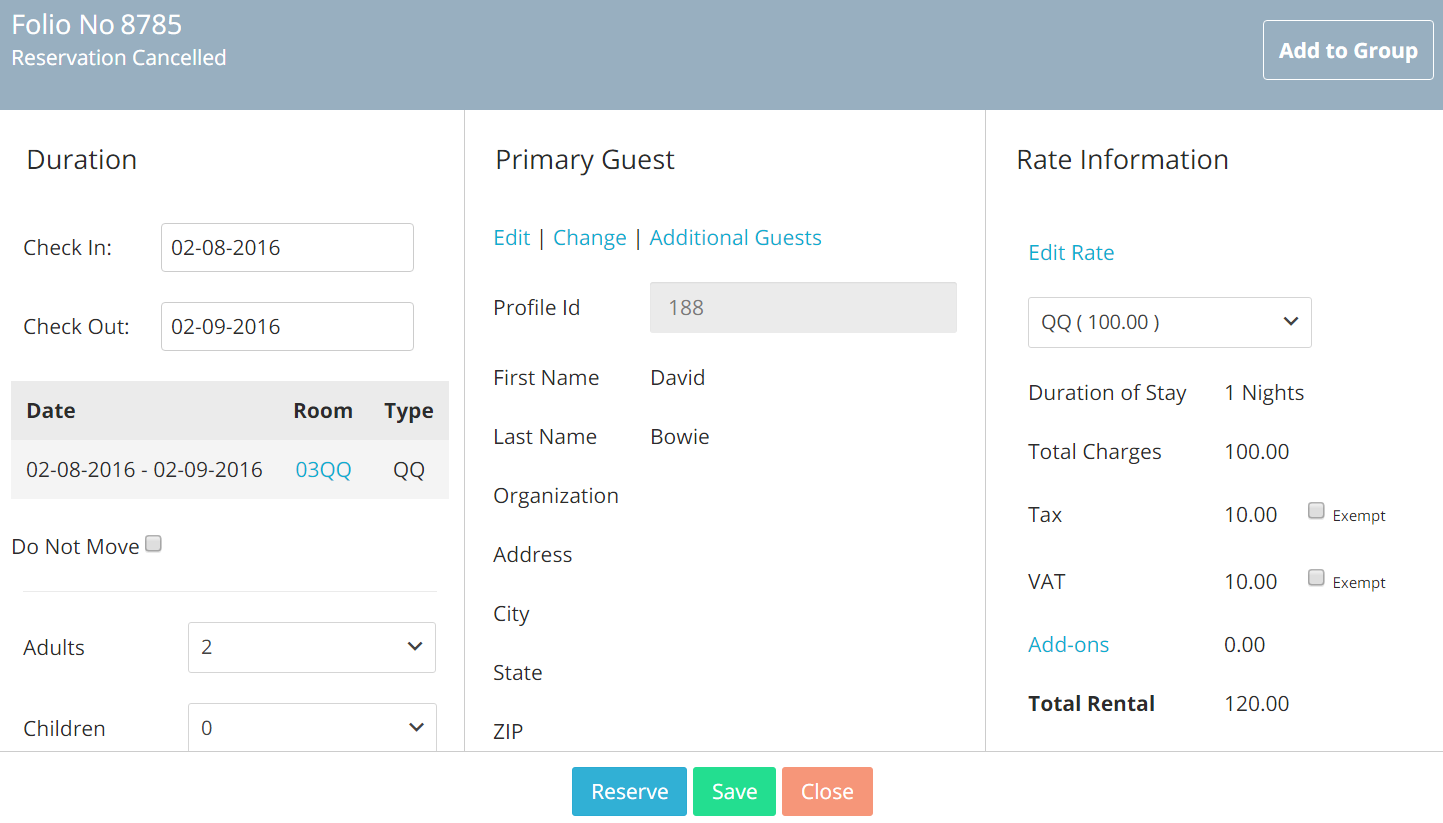 Folio No 8785
Reservation Cancelled
Add to Group
Duration
Check In: 02-08-2016
Check Out: 02-09-2016
Date Room Type
02-08-2016 - 02-09-2016 03QQ QQ
Do Not Move
Adults 2
Children 0
Primary Guest
Edit | Change | Additional Guests
Profile Id 188
First Name David
Last Name Bowie
Organization
Address
City
State
ZIP
Rate Information
Edit Rate
QQ ( 100.00 )
Duration of Stay 1 Nights
Total Charges 100.00
Tax 10.00 Exempt
VAT 10.00 Exempt
Add-ons 0.00
Total Rental 120.00
Reserve Save Close